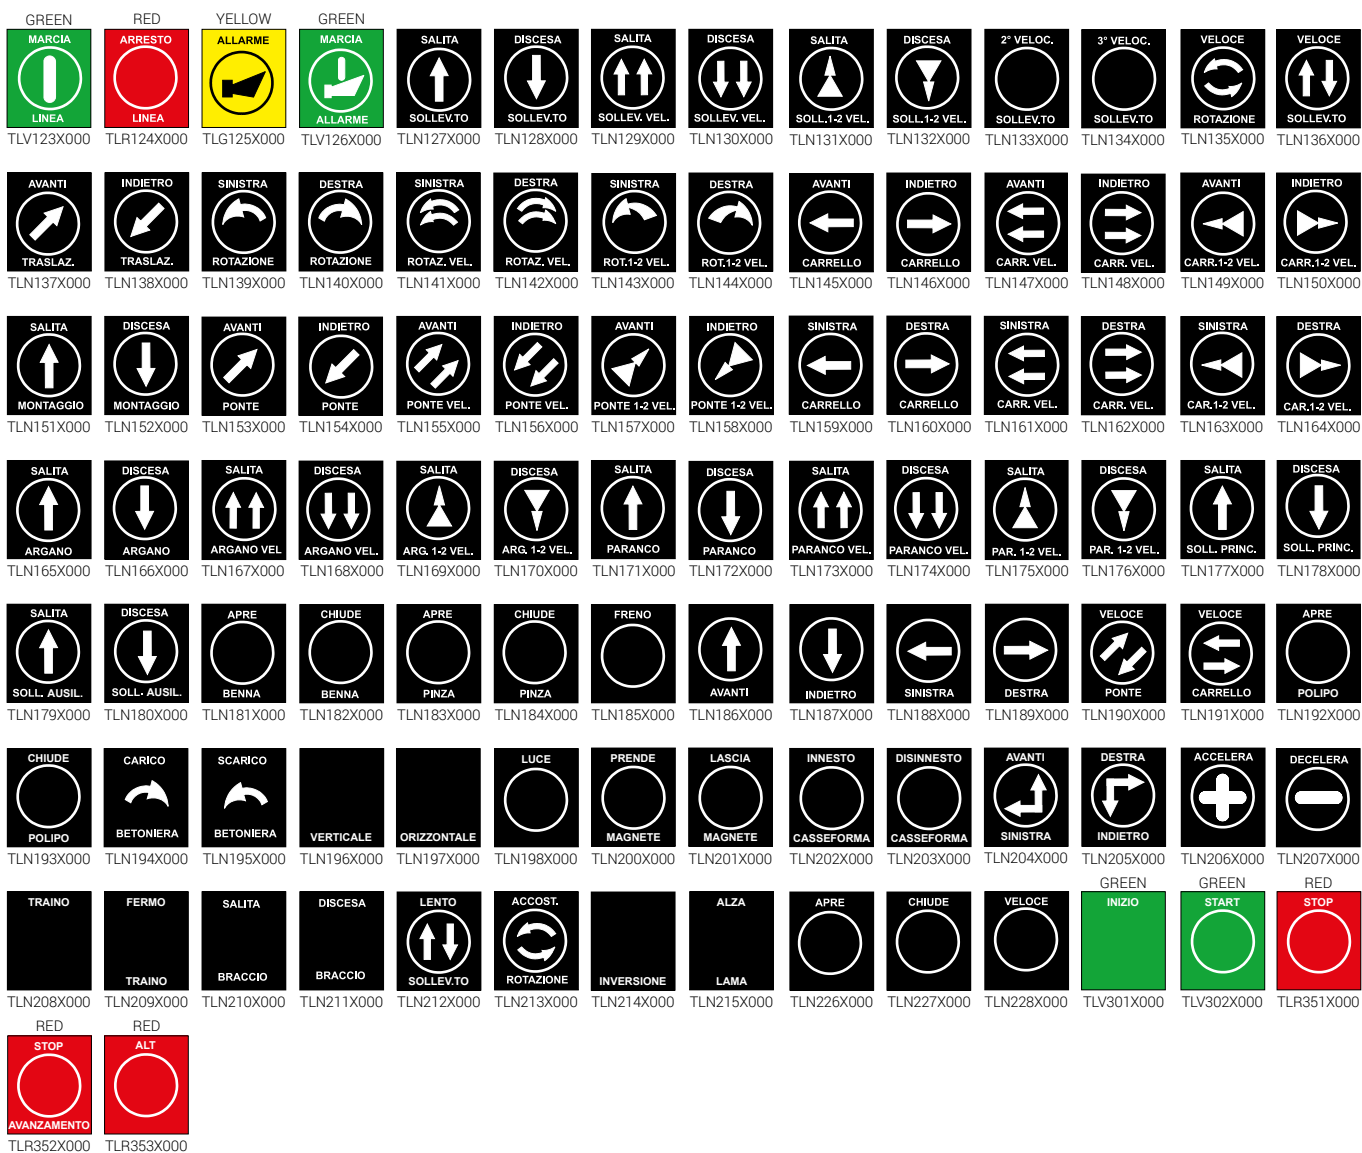 GREEN RED YELLOW GREEN
MARCIA ARRESTO ALLARME MARCIA SALITA DISCESA SALITA DISCESA SALITA DISCESA 2° VELOC. 3° VELOC. VELOCE VELOCE
LINEA LINEA ALLARME SOLLEV.TO SOLLEV.TO SOLLEV. VEL. SOLLEV. VEL. SOLL.1-2 VEL. SOLL.1-2 VEL. SOLLEV.TO SOLLEV.TO ROTAZIONE SOLLEV.TO
TLV123X000 TLR124X000 TLG125X000 TLV126X000 TLN127X000 TLN128X000 TLN129X000 TLN130X000 TLN131X000 TLN132X000 TLN133X000 TLN134X000 TLN135X000 TLN136X000
AVANTI INDIETRO SINISTRA DESTRA SINISTRA DESTRA SINISTRA DESTRA AVANTI INDIETRO AVANTI INDIETRO AVANTI INDIETRO
TRASLAZ. TRASLAZ. ROTAZIONE ROTAZIONE ROTAZ. VEL. ROTAZ. VEL. ROT.1-2 VEL. ROT.1-2 VEL. CARRELLO CARRELLO CARR. VEL. CARR. VEL. CARR.1-2 VEL. CARR.1-2 VEL.
TLN137X000 TLN138X000 TLN139X000 TLN140X000 TLN141X000 TLN142X000 TLN143X000 TLN144X000 TLN145X000 TLN146X000 TLN147X000 TLN148X000 TLN149X000 TLN150X000
SALITA DISCESA AVANTI INDIETRO AVANTI INDIETRO AVANTI INDIETRO SINISTRA DESTRA SINISTRA DESTRA SINISTRA DESTRA
MONTAGGIO MONTAGGIO PONTE PONTE PONTE VEL. PONTE VEL. PONTE 1-2 VEL. PONTE 1-2 VEL. CARRELLO CARRELLO CARR. VEL. CARR. VEL. CAR.1-2 VEL. CAR.1-2 VEL.
TLN151X000 TLN152X000 TLN153X000 TLN154X000 TLN155X000 TLN156X000 TLN157X000 TLN158X000 TLN159X000 TLN160X000 TLN161X000 TLN162X000 TLN163X000 TLN164X000
SALITA DISCESA SALITA DISCESA SALITA DISCESA SALITA DISCESA SALITA DISCESA SALITA DISCESA SALITA DISCESA
ARGANO ARGANO ARGANO VEL ARGANO VEL. ARG. 1-2 VEL. ARG. 1-2 VEL. PARANCO PARANCO PARANCO VEL. PARANCO VEL. PAR. 1-2 VEL. PAR. 1-2 VEL. SOLL. PRINC. SOLL. PRINC.
TLN165X000 TLN166X000 TLN167X000 TLN168X000 TLN169X000 TLN170X000 TLN171X000 TLN172X000 TLN173X000 TLN174X000 TLN175X000 TLN176X000 TLN177X000 TLN178X000
SALITA DISCESA APRE CHIUDE APRE CHIUDE FRENO VELOCE VELOCE APRE
SOLL. AUSIL. SOLL. AUSIL. BENNA BENNA PINZA PINZA AVANTI INDIETRO SINISTRA DESTRA PONTE CARRELLO POLIPO
TLN179X000 TLN180X000 TLN181X000 TLN182X000 TLN183X000 TLN184X000 TLN185X000 TLN186X000 TLN187X000 TLN188X000 TLN189X000 TLN190X000 TLN191X000 TLN192X000
CHIUDE CARICO SCARICO LUCE PRENDE LASCIA INNESTO DISINNESTO AVANTI DESTRA ACCELERA DECELERA
POLIPO BETONIERA BETONIERA VERTICALE ORIZZONTALE MAGNETE MAGNETE CASSEFORMA CASSEFORMA SINISTRA INDIETRO
TLN193X000 TLN194X000 TLN195X000 TLN196X000 TLN197X000 TLN198X000 TLN200X000 TLN201X000 TLN202X000 TLN203X000 TLN204X000 TLN205X000 TLN206X000 TLN207X000
GREEN GREEN RED
TRAINO FERMO SALITA DISCESA LENTO ACCOST. ALZA APRE CHIUDE VELOCE INIZIO START STOP
TRAINO BRACCIO BRACCIO SOLLEV.TO ROTAZIONE INVERSIONE LAMA
TLN208X000 TLN209X000 TLN210X000 TLN211X000 TLN212X000 TLN213X000 TLN214X000 TLN215X000 TLN226X000 TLN227X000 TLN228X000 TLV301X000 TLV302X000 TLR351X000
RED RED
STOP ALT
AVANZAMENTO
TLR352X000 TLR353X000